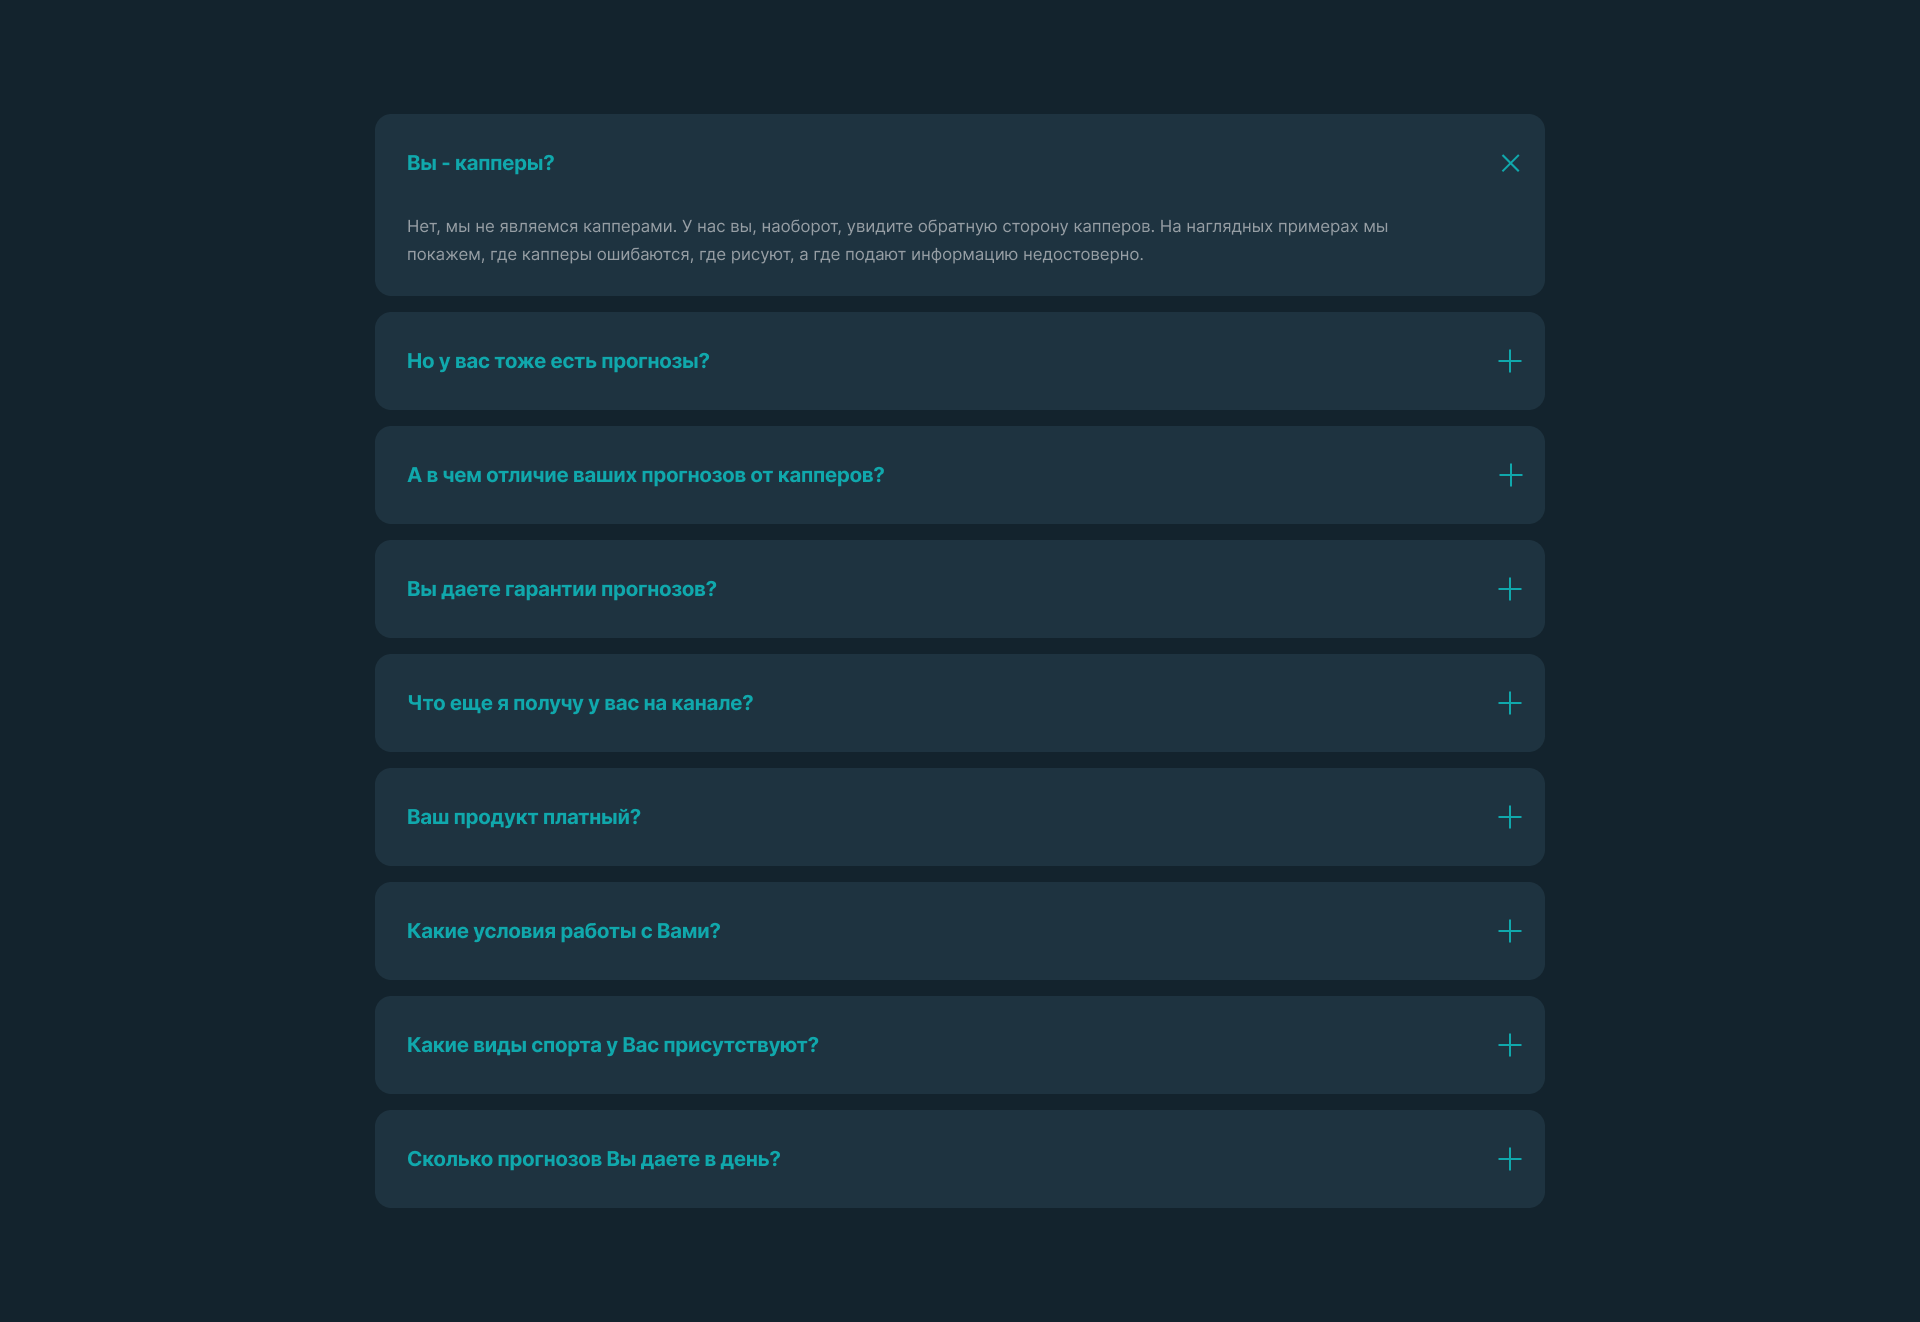 Вы - капперы?
Нет, мы не являемся капперами. У нас вы, наоборот, увидите обратную сторону капперов. На наглядных примерах мы
покажем, где капперы ошибаются, где рисуют, а где подают информацию недостоверно.
Но у вас тоже есть прогнозы?
А в чем отличие ваших прогнозов от капперов?
Вы даете гарантии прогнозов?
Что еще я получу у вас на канале?
Ваш продукт платный?
Какие условия работы с Вами?
Какие виды спорта у Вас присутствуют?
Сколько прогнозов Вы даете в день?